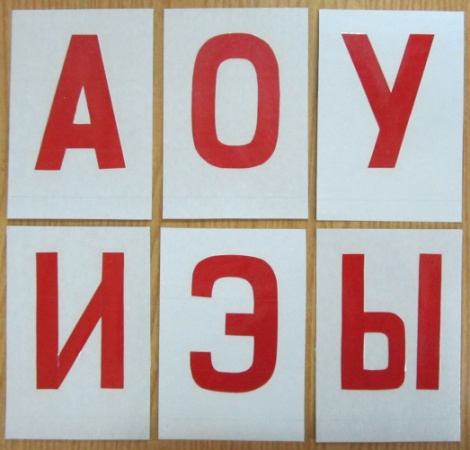 А О У
И Э Ы